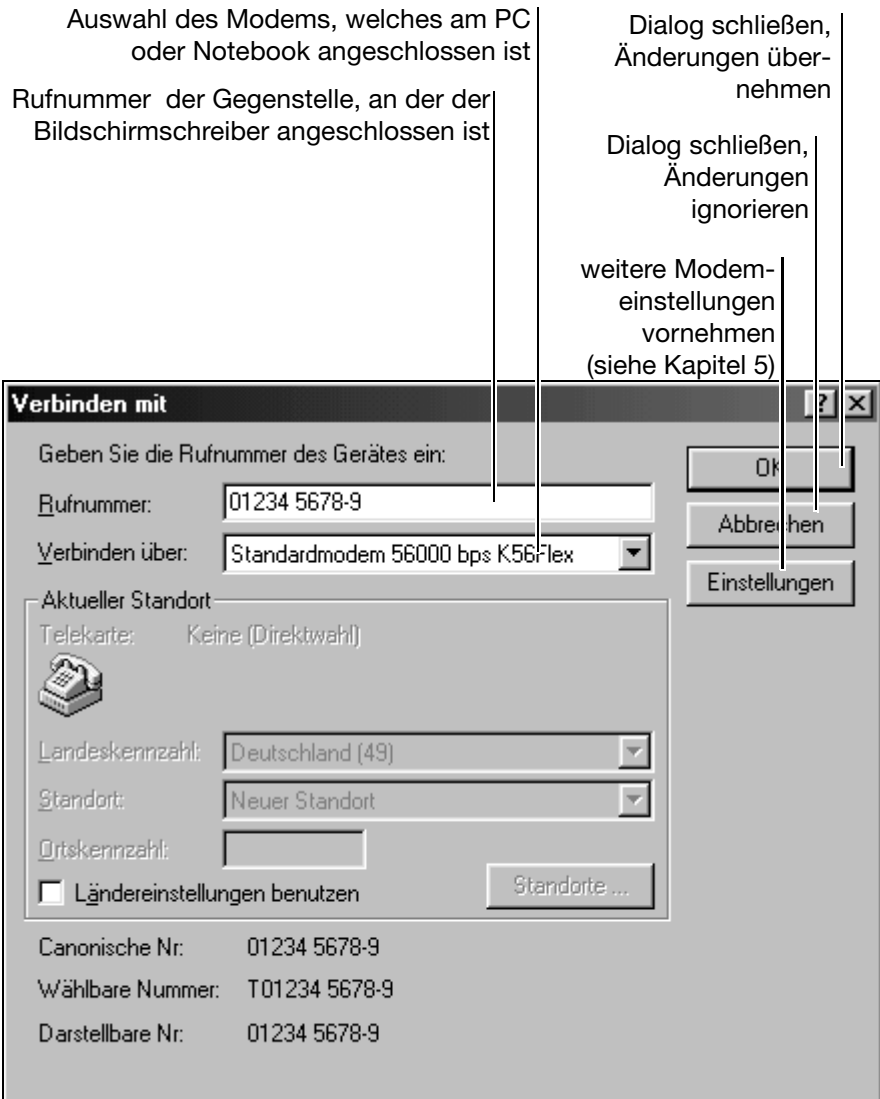 Auswahl des Modems, welches am PC
oder Notebook angeschlossen ist
Rufnummer der Gegenstelle, an der der
Bildschirmschreiber angeschlossen ist
Dialog schließen,
Änderungen über-
nehmen
Dialog schließen,
Änderungen
ignorieren
weitere Modem-
einstellungen
vornehmen
(siehe Kapitel 5)
Verbinden mit
Geben Sie die Rufnummer des Gerätes ein:
Rufnummer: 01234 5678-9
Verbinden über: Standardmodem 56000 bps K56Flex
OK
Abbrechen
Einstellungen
Aktueller Standort
Telekarte: Keine (Direktwahl)
Landeskennzahl: Deutschland (49)
Standort: Neuer Standort
Ortskennzahl:
Ländereinstellungen benutzen
Standorte ...
Canonische Nr: 01234 5678-9
Wählbare Nummer: T01234 5678-9
Darstellbare Nr: 01234 5678-9